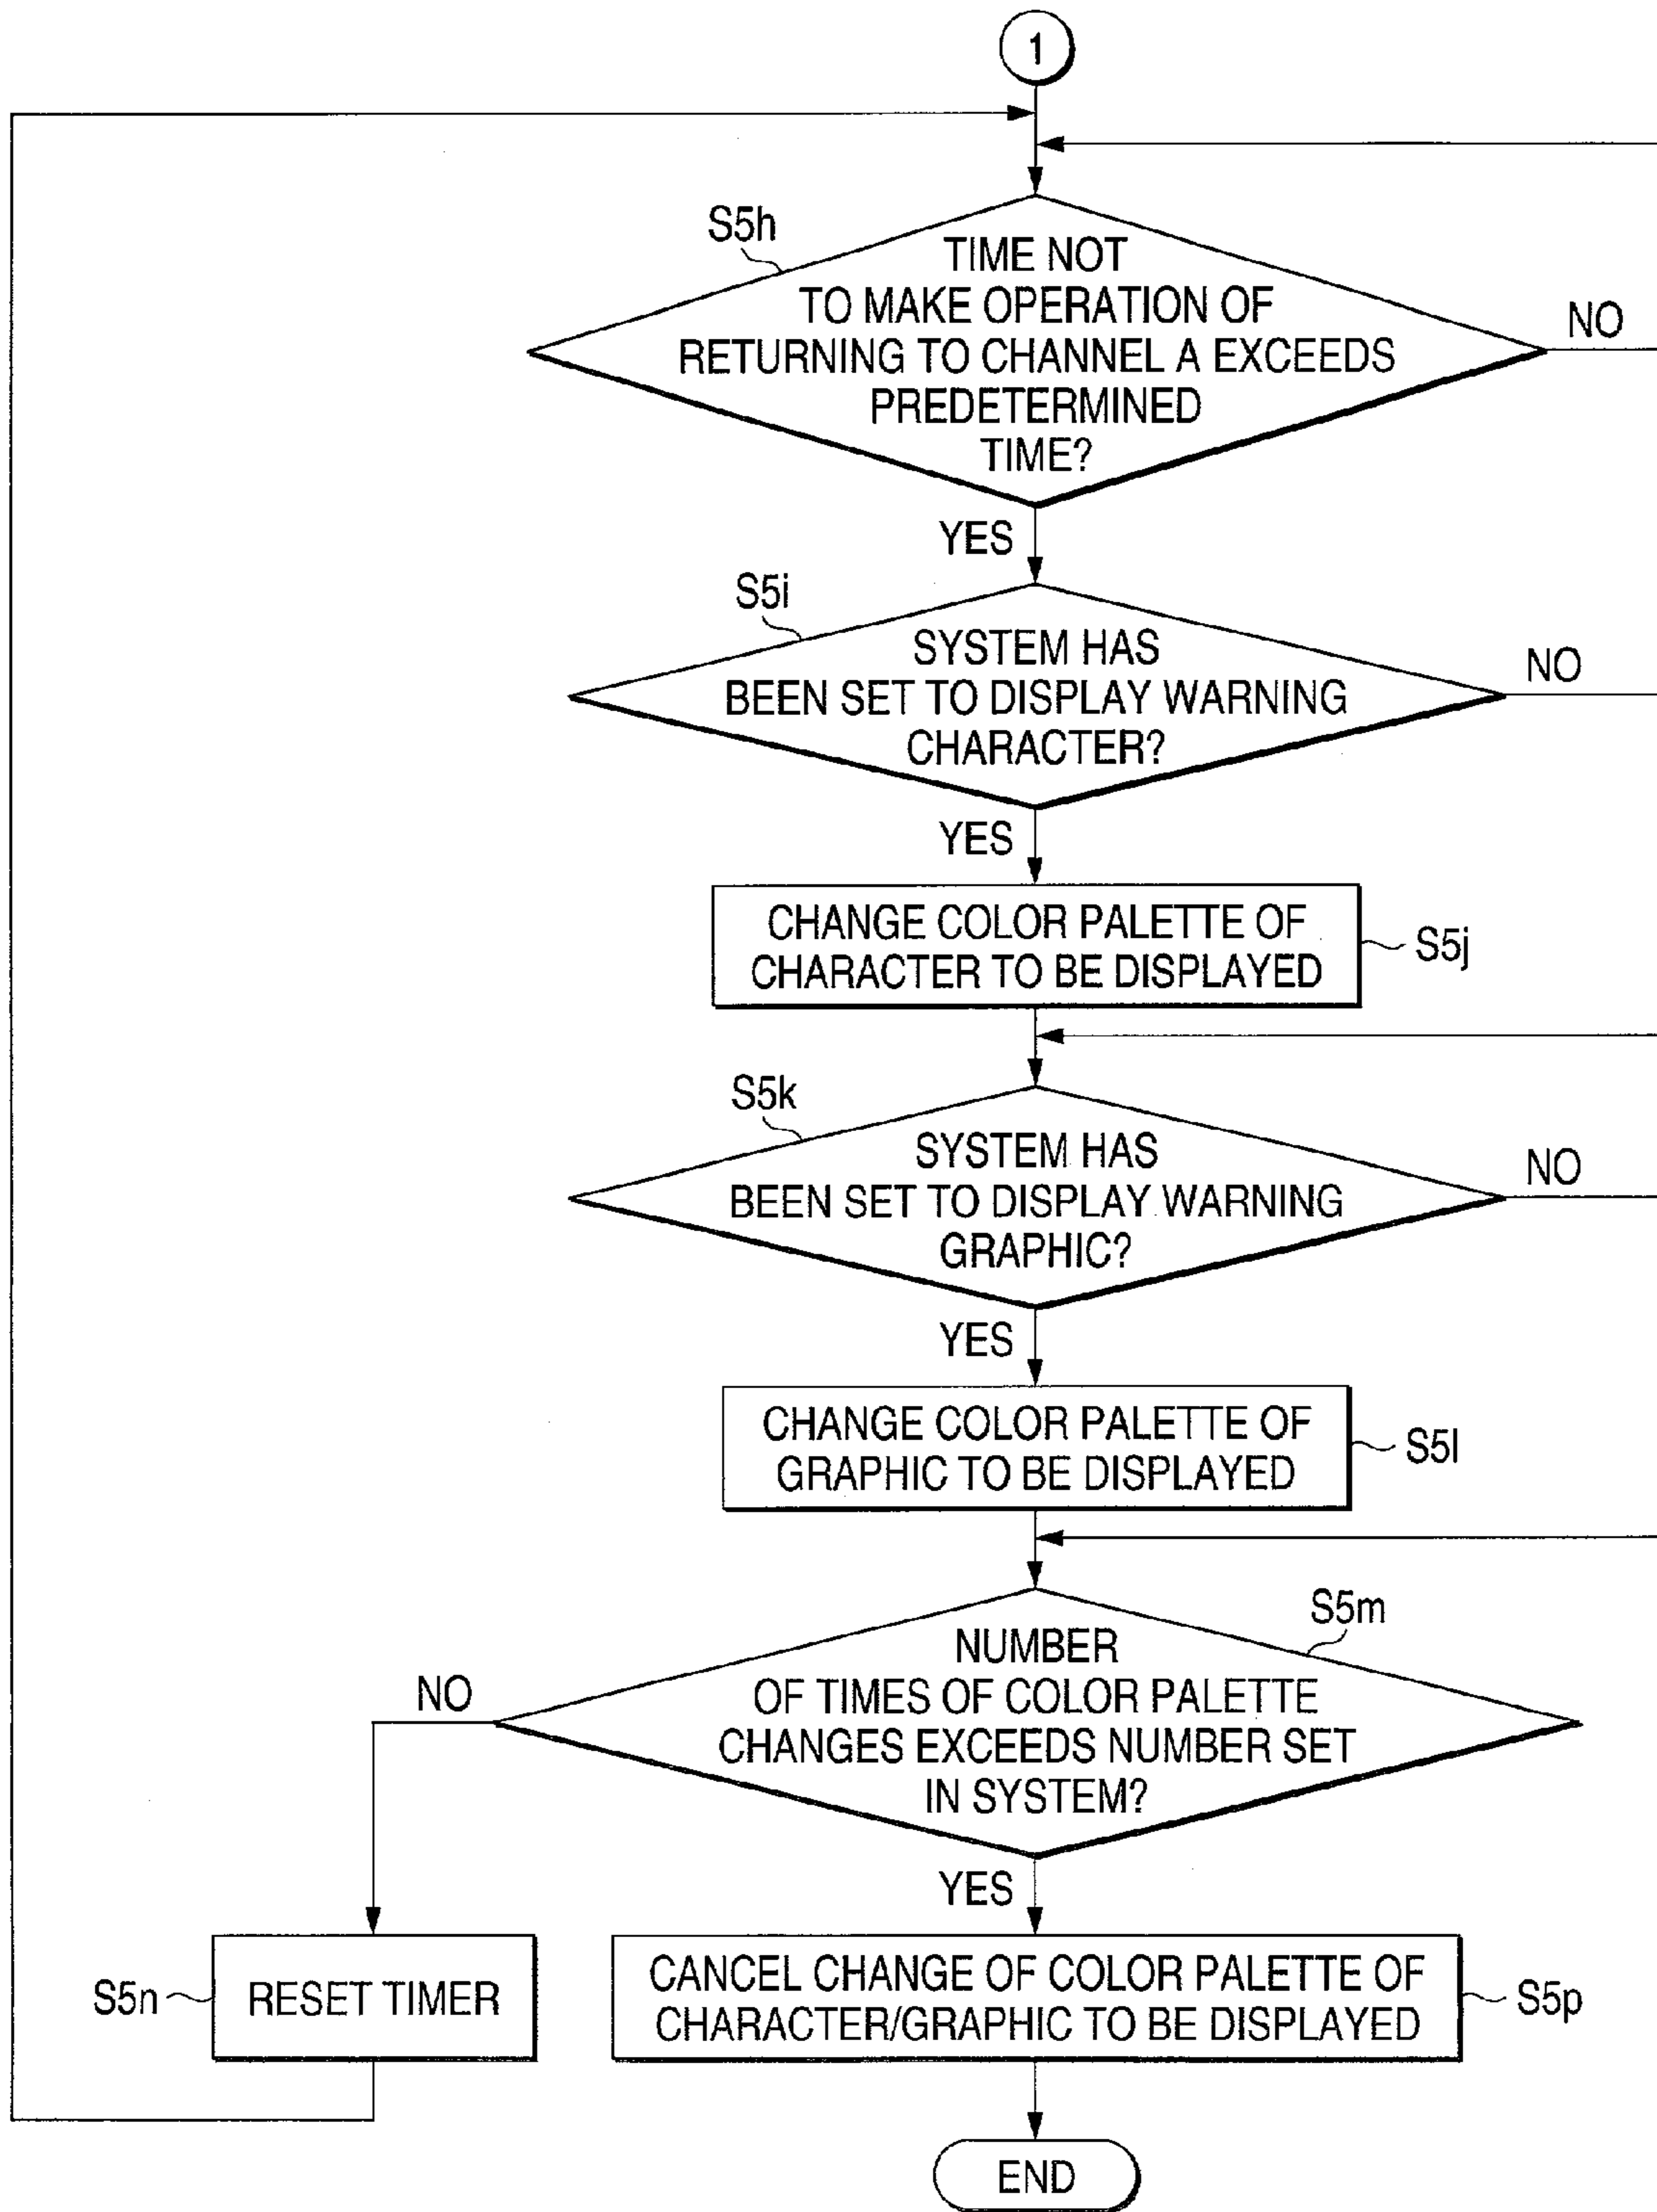 1
S5h
TIME NOT
TO MAKE OPERATION OF
RETURNING TO CHANNEL A EXCEEDS
PREDETERMINED
TIME?
NO
YES
S5i
SYSTEM HAS
BEEN SET TO DISPLAY WARNING
CHARACTER?
NO
YES
CHANGE COLOR PALETTE OF
CHARACTER TO BE DISPLAYED
S5j
S5k
SYSTEM HAS
BEEN SET TO DISPLAY WARNING
GRAPHIC?
NO
YES
CHANGE COLOR PALETTE OF
GRAPHIC TO BE DISPLAYED
S5l
S5m
NUMBER
OF TIMES OF COLOR PALETTE
CHANGES EXCEEDS NUMBER SET
IN SYSTEM?
NO
YES
S5n
RESET TIMER
CANCEL CHANGE OF COLOR PALETTE OF
CHARACTER/GRAPHIC TO BE DISPLAYED
S5p
END